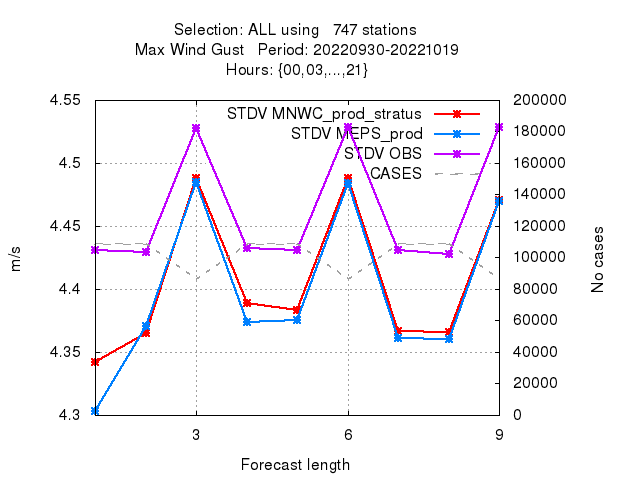 Selection: ALL using   747 stations
Max Wind Gust   Period: 20220930-20221019
Hours: {00,03,...,21}
STDV MNWC_prod_stratus
STDV MEPS_prod
STDV OBS
CASES
4.55
4.5
4.45
4.4
4.35
4.3
m/s
200000
180000
160000
140000
120000
100000
80000
60000
40000
20000
0
No cases
3
6
9
Forecast length